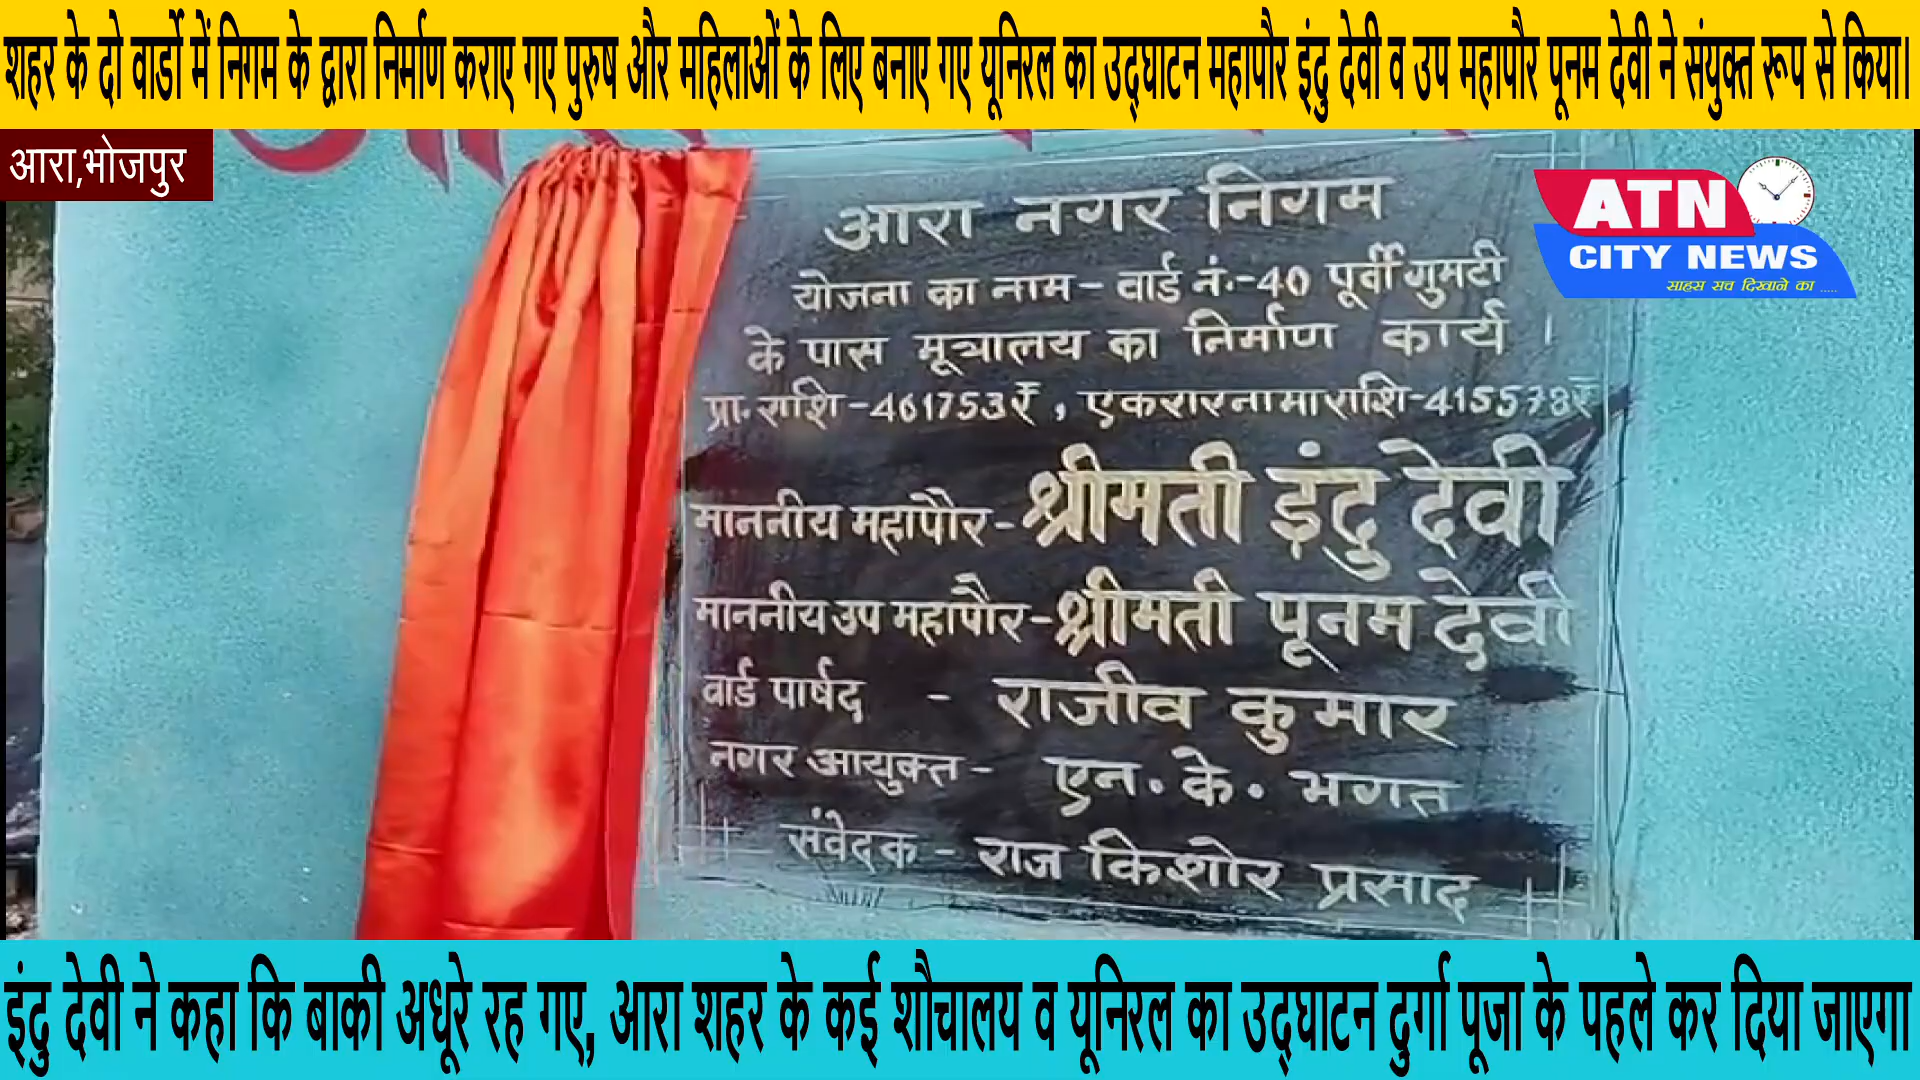 शहर के दो वार्डो में निगम के द्वारा निर्माण कराए गए पुरुष और महिलाओं के लिए बनाए गए यूनिरल का उद्घाटन महापौर इंदु देवी व उप महापौर पूनम देवी ने संयुक्त रूप से किया।
आरा,भोजपुर
ATN
CITY NEWS
साहस सच दिखाने का .....
आरा नगर निगम
योजना का नाम - वार्ड नं.-40 पूर्वी गुमटी
के पास मूत्रालय का निर्माण कार्य ।
प्रा. राशि -461753₹ , एकरारनामा राशि-415578₹
माननीय महापौर - श्रीमती इंदु देवी
माननीय उप महापौर - श्रीमती पूनम देवी
वार्ड पार्षद - राजीव कुमार
नगर आयुक्त - एन. के. भगत
संवेदक - राज किशोर प्रसाद
इंदु देवी ने कहा कि बाकी अधूरे रह गए, आरा शहर के कई शौचालय व यूनिरल का उद्घाटन दुर्गा पूजा के पहले कर दिया जाएगा